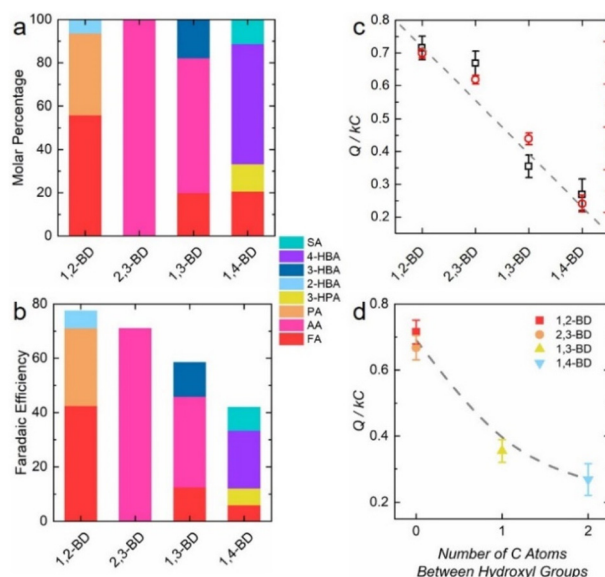 a
100
80
60
40
20
0
Molar Percentage
1,2-BD
2,3-BD
1,3-BD
1,4-BD
SA
4-HBA
3-HBA
2-HBA
3-HPA
PA
AA
FA
b
80
60
40
20
0
Faradaic Efficiency
1,2-BD
2,3-BD
1,3-BD
1,4-BD
c
0.8
0.7
0.6
0.5
0.4
0.3
0.2
Q / kC
1,2-BD
2,3-BD
1,3-BD
1,4-BD
d
0.8
0.6
0.4
0.2
Q / kC
1,2-BD
2,3-BD
1,3-BD
1,4-BD
0
1
2
Number of C Atoms
Between Hydroxyl Groups